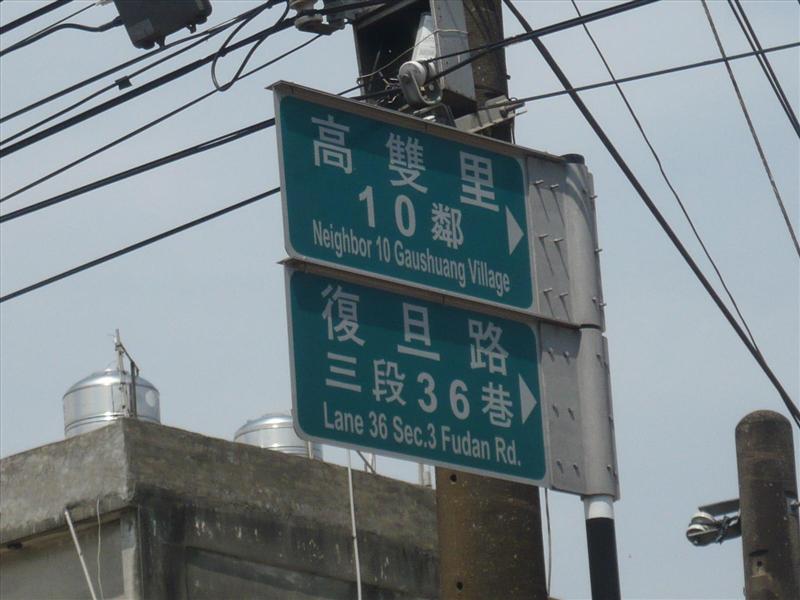 高雙里
10鄰
Neighbor 10 Gaushuang Village
復旦路
三段36巷
Lane 36 Sec.3 Fudan Rd.